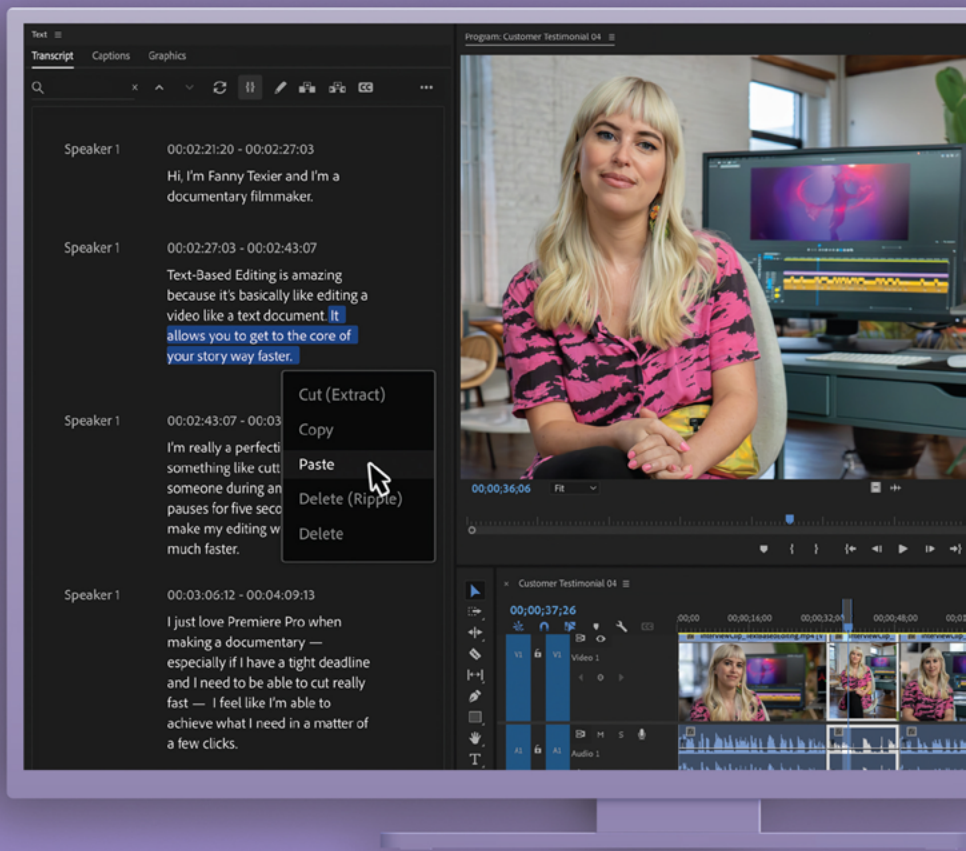 Text
Transcript Captions Graphics
Speaker 1
00:02:21:20 - 00:02:27:03
Hi, I'm Fanny Texier and I'm a
documentary filmmaker.
Speaker 1
00:02:27:03 - 00:02:43:07
Text-Based Editing is amazing
because it's basically like editing a
video like a text document. It
allows you to get to the core of
your story way faster.
Cut (Extract)
Copy
Paste
Delete (Ripple)
Delete
Speaker 1
00:02:43:07 - 00:03
I'm really a perfecti
something like cutt
someone during an
pauses for five seco
make my editing w
much faster.
Speaker 1
00:03:06:12 - 00:04:09:13
I just love Premiere Pro when
making a documentary —
especially if I have a tight deadline
and I need to be able to cut really
fast — I feel like I'm able to
achieve what I need in a matter of
a few clicks.
Program: Customer Testimonial 04
00;00;36;06 Fit
× Customer Testimonial 04
00;00;37;26
;00;00 00;00;16;00 00;00;32;00 00;00;48;00
V1 V1 Video 1
A1 A1 M S
Audio 1